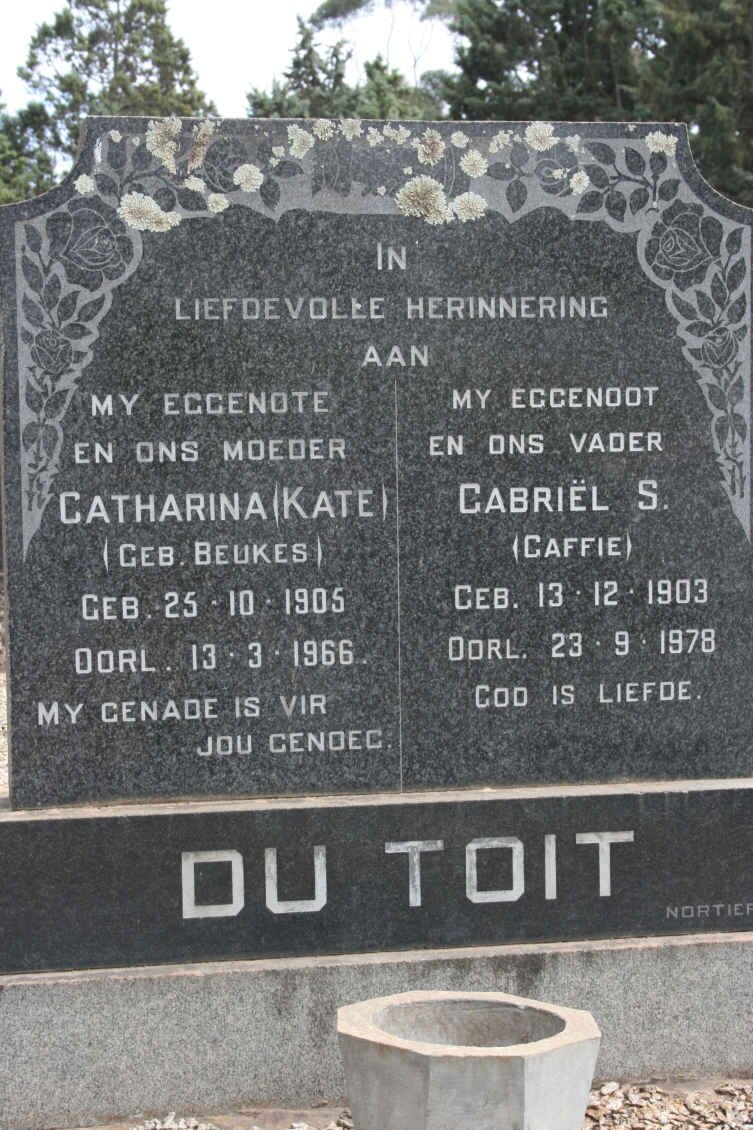 IN
LIEFDEVOLLE HERINNERING
AAN
MY EGGENOTE
EN ONS MOEDER
CATHARINA (KATE)
(GEB. BEUKES)
GEB. 25·10·1905
OORL. 13·3·1966.
MY GENADE IS VIR
JOU GENOEG.
MY EGGENOOT
EN ONS VADER
GABRIËL S.
(GAFFIE)
GEB. 13·12·1903
OORL. 23·9·1978
GOD IS LIEFDE.
DU TOIT